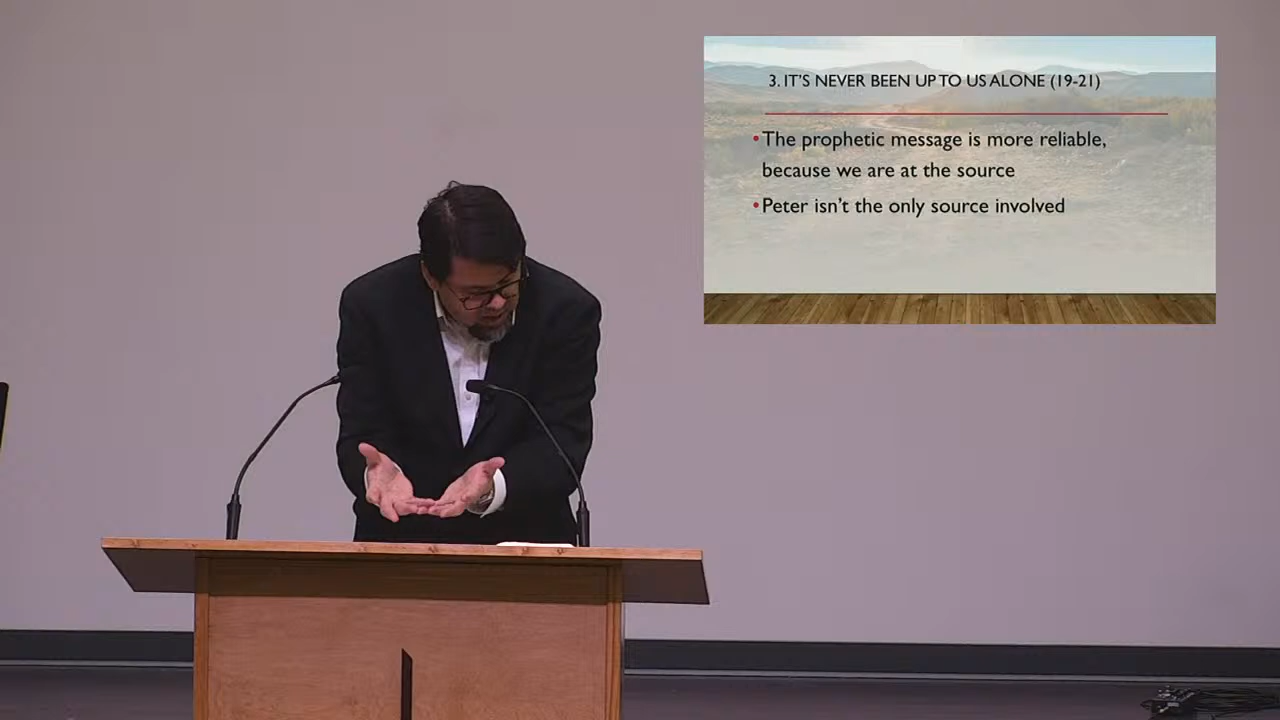 3. IT'S NEVER BEEN UP TO US ALONE (19-21)
•The prophetic message is more reliable,
because we are at the source
•Peter isn't the only source involved